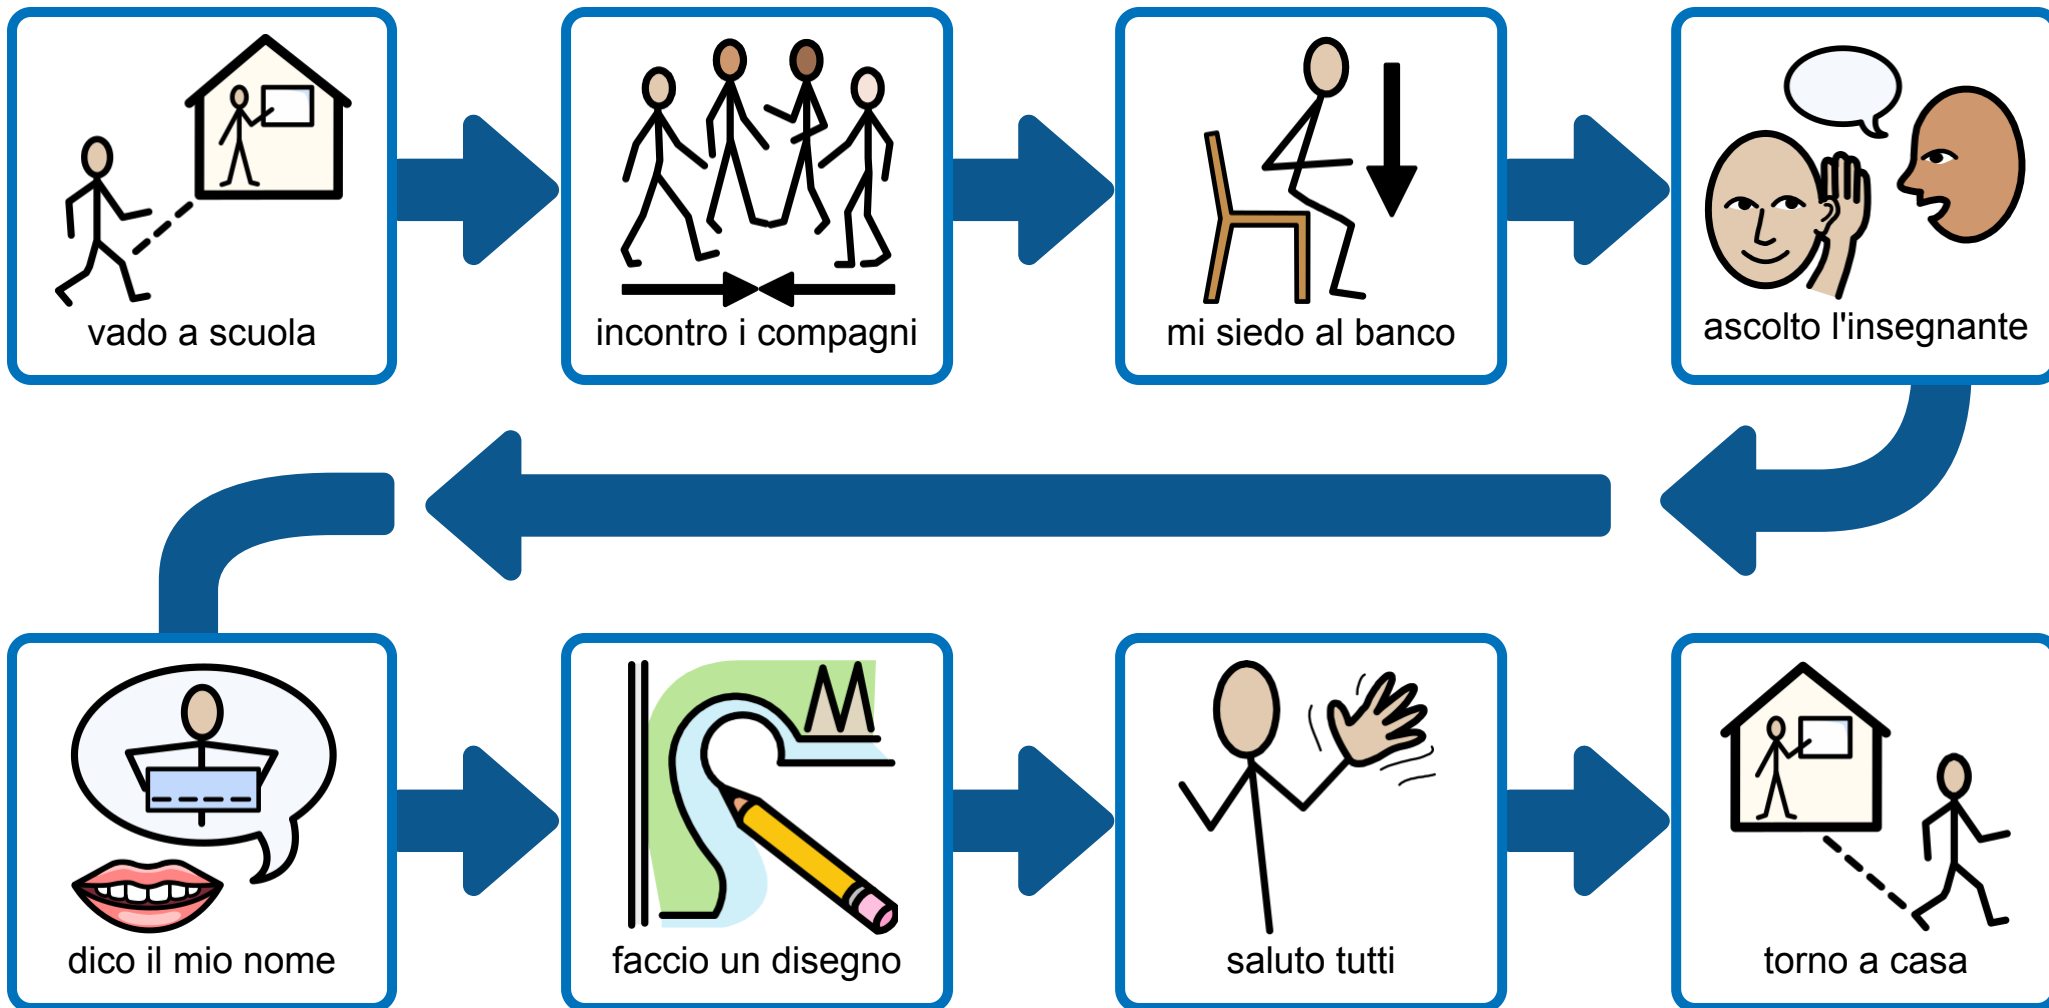 vado a scuola
incontro i compagni
mi siedo al banco
ascolto l'insegnante
dico il mio nome
faccio un disegno
saluto tutti
torno a casa